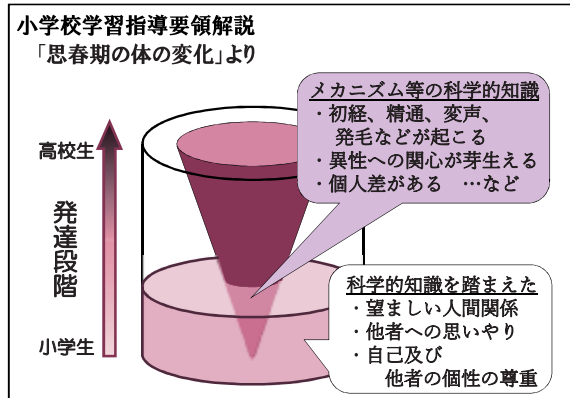 小学校学習指導要領解説
「思春期の体の変化」より
メカニズム等の科学的知識
・初経、精通、変声、
発毛などが起こる
・異性への関心が芽生える
・個人差がある …など
高校生
発達段階
小学生
科学的知識を踏まえた
・望ましい人間関係
・他者への思いやり
・自己及び
他者の個性の尊重